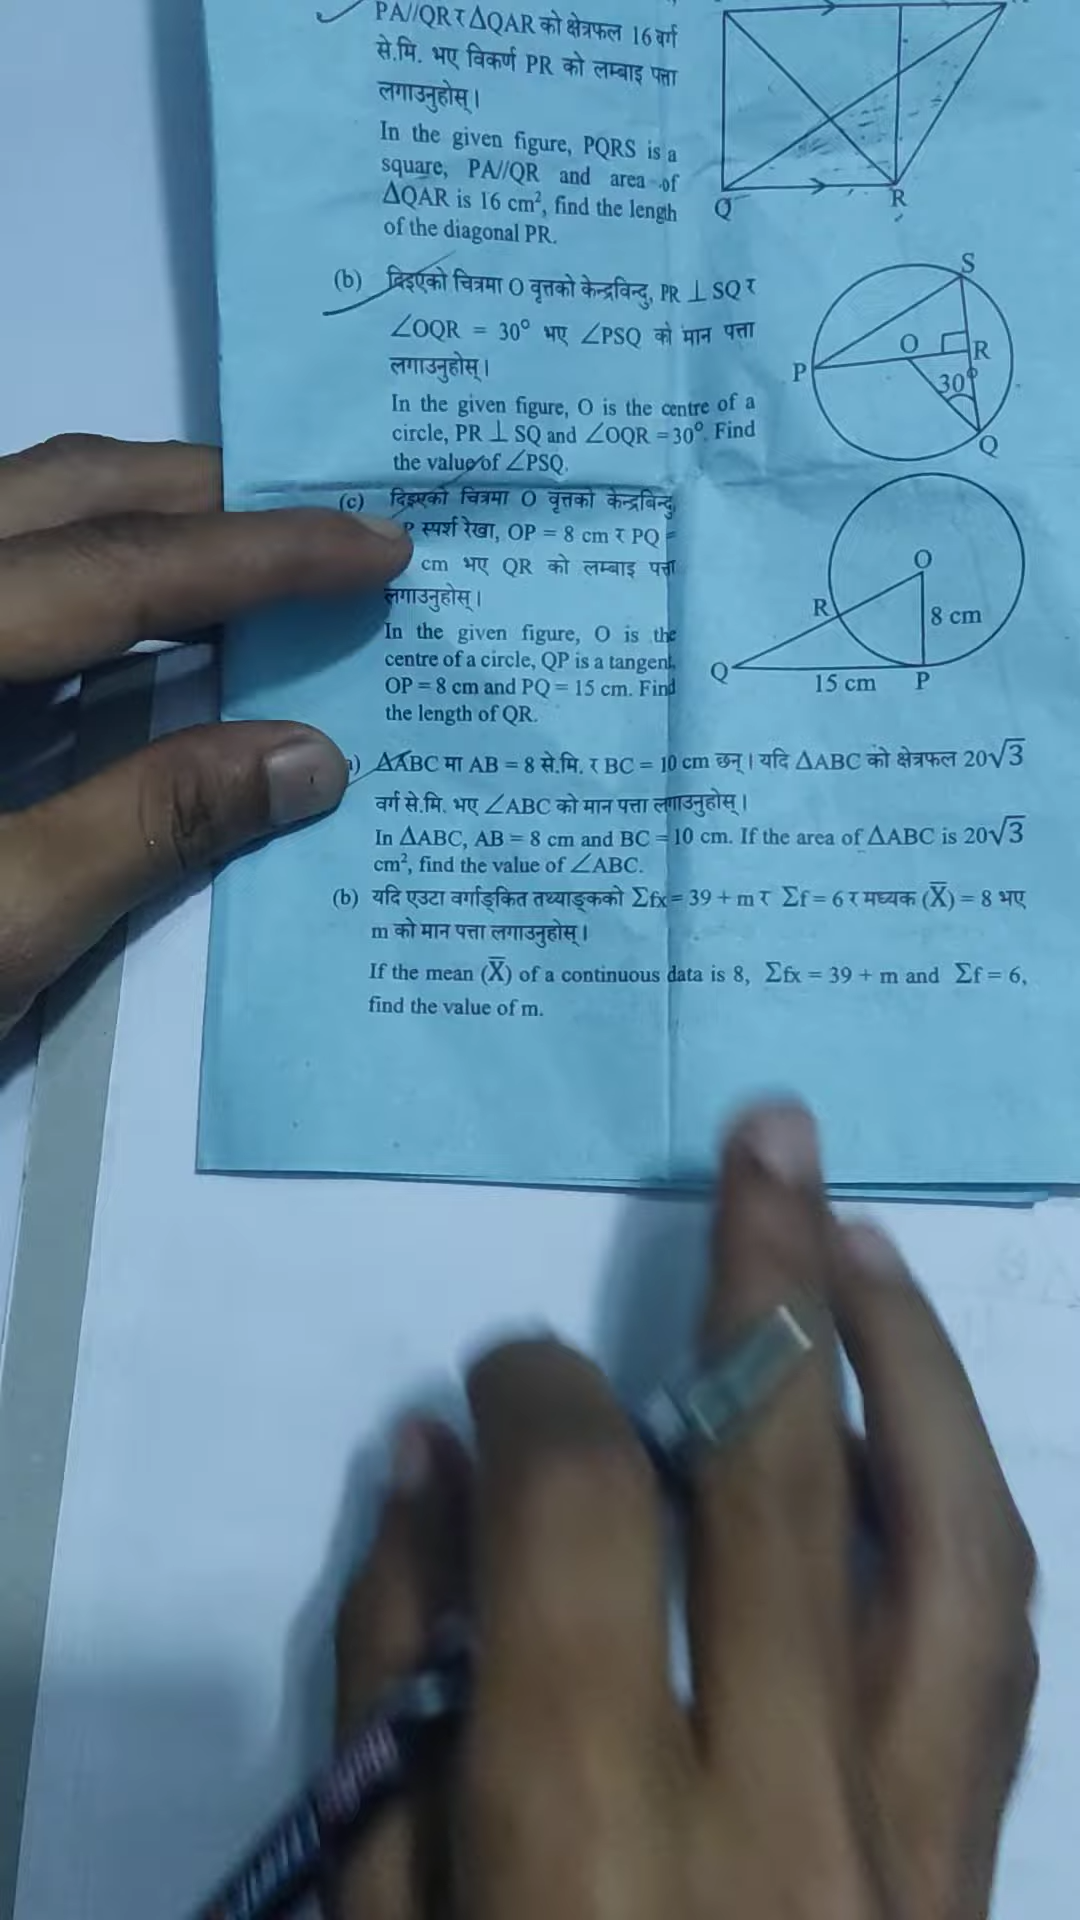 PA//QR र ΔQAR को क्षेत्रफल 16 वर्ग
से.मि. भए विकर्ण PR को लम्बाइ पत्ता
लगाउनुहोस् ।
In the given figure, PQRS is a
square, PA//QR and area of
ΔQAR is 16 cm², find the length
of the diagonal PR.
Q R
(b) दिइएको चित्रमा O वृत्तको केन्द्रविन्दु, PR ⊥ SQ र
∠OQR = 30° भए ∠PSQ को मान पत्ता
लगाउनुहोस् ।
In the given figure, O is the centre of a
circle, PR ⊥ SQ and ∠OQR = 30°. Find
the value of ∠PSQ.
S
O R
P
30°
Q
(c) दिइएको चित्रमा O वृत्तको केन्द्रविन्दु,
P स्पर्श रेखा, OP = 8 cm र PQ =
cm भए QR को लम्बाइ पत्ता
लगाउनुहोस् ।
In the given figure, O is the
centre of a circle, QP is a tangent,
OP = 8 cm and PQ = 15 cm. Find
the length of QR.
O
R 8 cm
Q
15 cm P
) ΔABC मा AB = 8 से.मि. र BC = 10 cm छन् । यदि ΔABC को क्षेत्रफल 20√3
वर्ग से.मि. भए ∠ABC को मान पत्ता लगाउनुहोस् ।
In ΔABC, AB = 8 cm and BC = 10 cm. If the area of ΔABC is 20√3
cm², find the value of ∠ABC.
(b) यदि एउटा वर्गाङ्कित तथ्याङ्कको Σfx = 39 + m र Σf = 6 र मध्यक (X̅) = 8 भए
m को मान पत्ता लगाउनुहोस् ।
If the mean (X̅) of a continuous data is 8, Σfx = 39 + m and Σf = 6,
find the value of m.